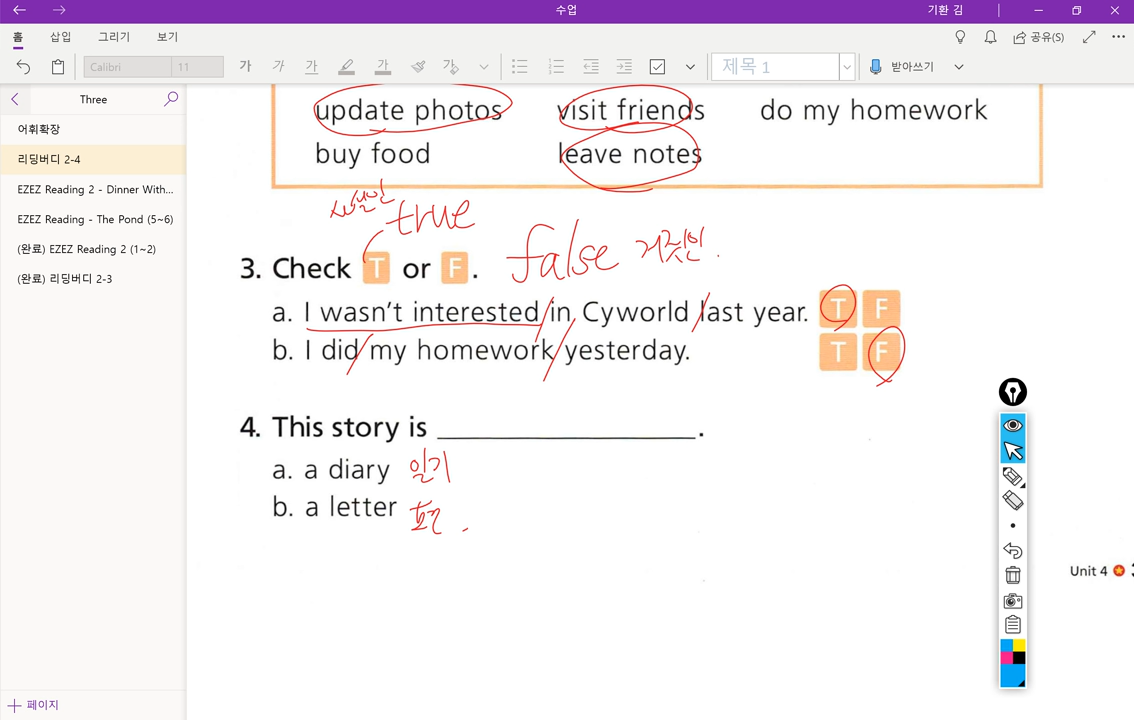 수업
기환 김
홈 삽입 그리기 보기
공유(S)
Calibri 11 가 가 가 가 제목 1 받아쓰기
Three
어휘확장
리딩버디 2-4
EZEZ Reading 2 - Dinner With...
EZEZ Reading - The Pond (5~6)
(완료) EZEZ Reading 2 (1~2)
(완료) 리딩버디 2-3
페이지
update photos visit friends do my homework
buy food leave notes
사실인 true
false 거짓인.
3. Check T or F.
a. I wasn't interested in Cyworld last year. T F
b. I did my homework yesterday. T F
4. This story is ____________________.
a. a diary 일기
b. a letter
Unit 4